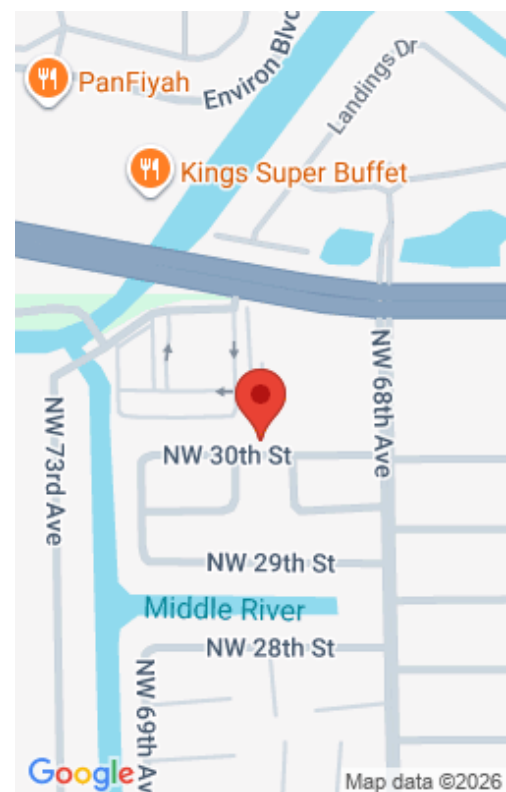 PanFiyah
Environ Blvd
Landings Dr
Kings Super Buffet
NW 68th Ave
NW 73rd Ave
NW 30th St
NW 29th St
Middle River
NW 28th St
NW 69th Av
Google
Map data ©2026